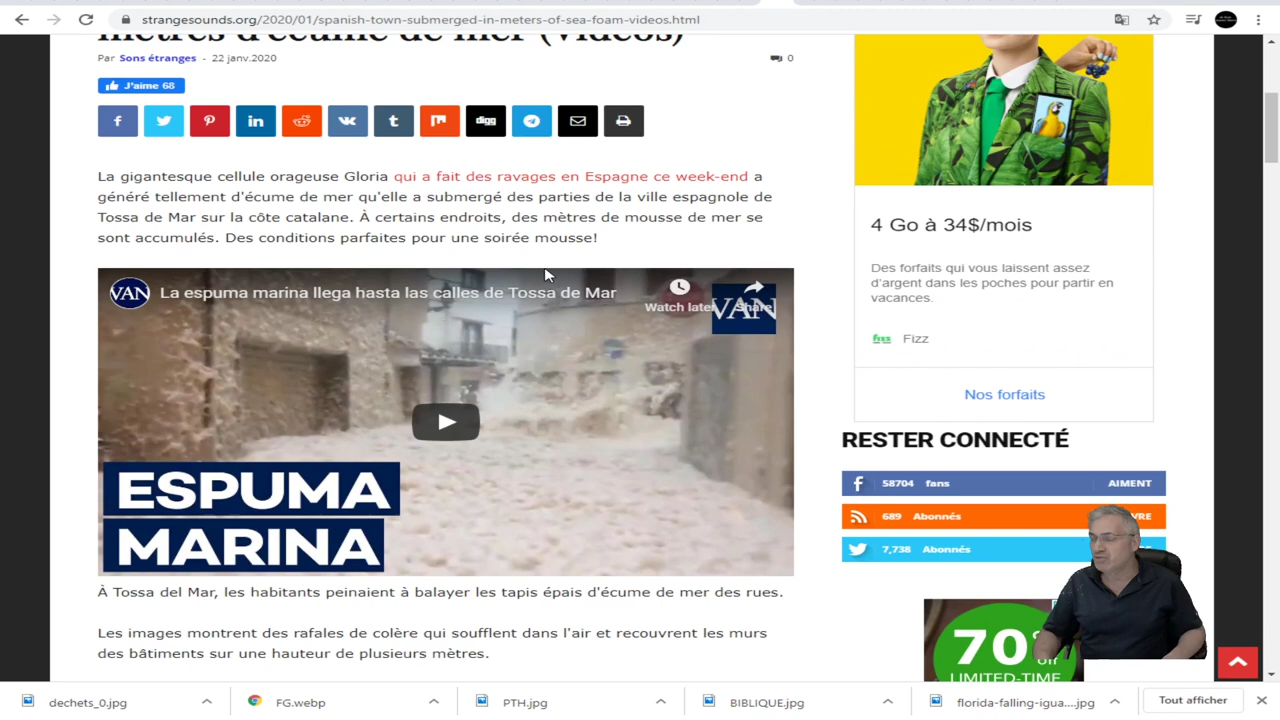 strangesounds.org/2020/01/spanish-town-submerged-in-meters-of-sea-foam-videos.html
mètres d'écume de mer (vidéos)
Par Sons étranges - 22 janv.2020
0
J'aime 68
digg
La gigantesque cellule orageuse Gloria qui a fait des ravages en Espagne ce week-end a
généré tellement d'écume de mer qu'elle a submergé des parties de la ville espagnole de
Tossa de Mar sur la côte catalane. À certains endroits, des mètres de mousse de mer se
sont accumulés. Des conditions parfaites pour une soirée mousse!
VAN
La espuma marina llega hasta las calles de Tossa de Mar
Watch later
Share
VAN
ESPUMA
MARINA
À Tossa del Mar, les habitants peinaient à balayer les tapis épais d'écume de mer des rues.
Les images montrent des rafales de colère qui soufflent dans l'air et recouvrent les murs
des bâtiments sur une hauteur de plusieurs mètres.
4 Go à 34$/mois
Des forfaits qui vous laissent assez
d'argent dans les poches pour partir en
vacances.
Fizz
Nos forfaits
RESTER CONNECTÉ
58704 fans AIMENT
689 Abonnés
7,738 Abonnés
70% off
LIMITED-TIME
dechets_0.jpg
FG.webp
PTH.jpg
BIBLIQUE.jpg
florida-falling-igua....jpg
Tout afficher